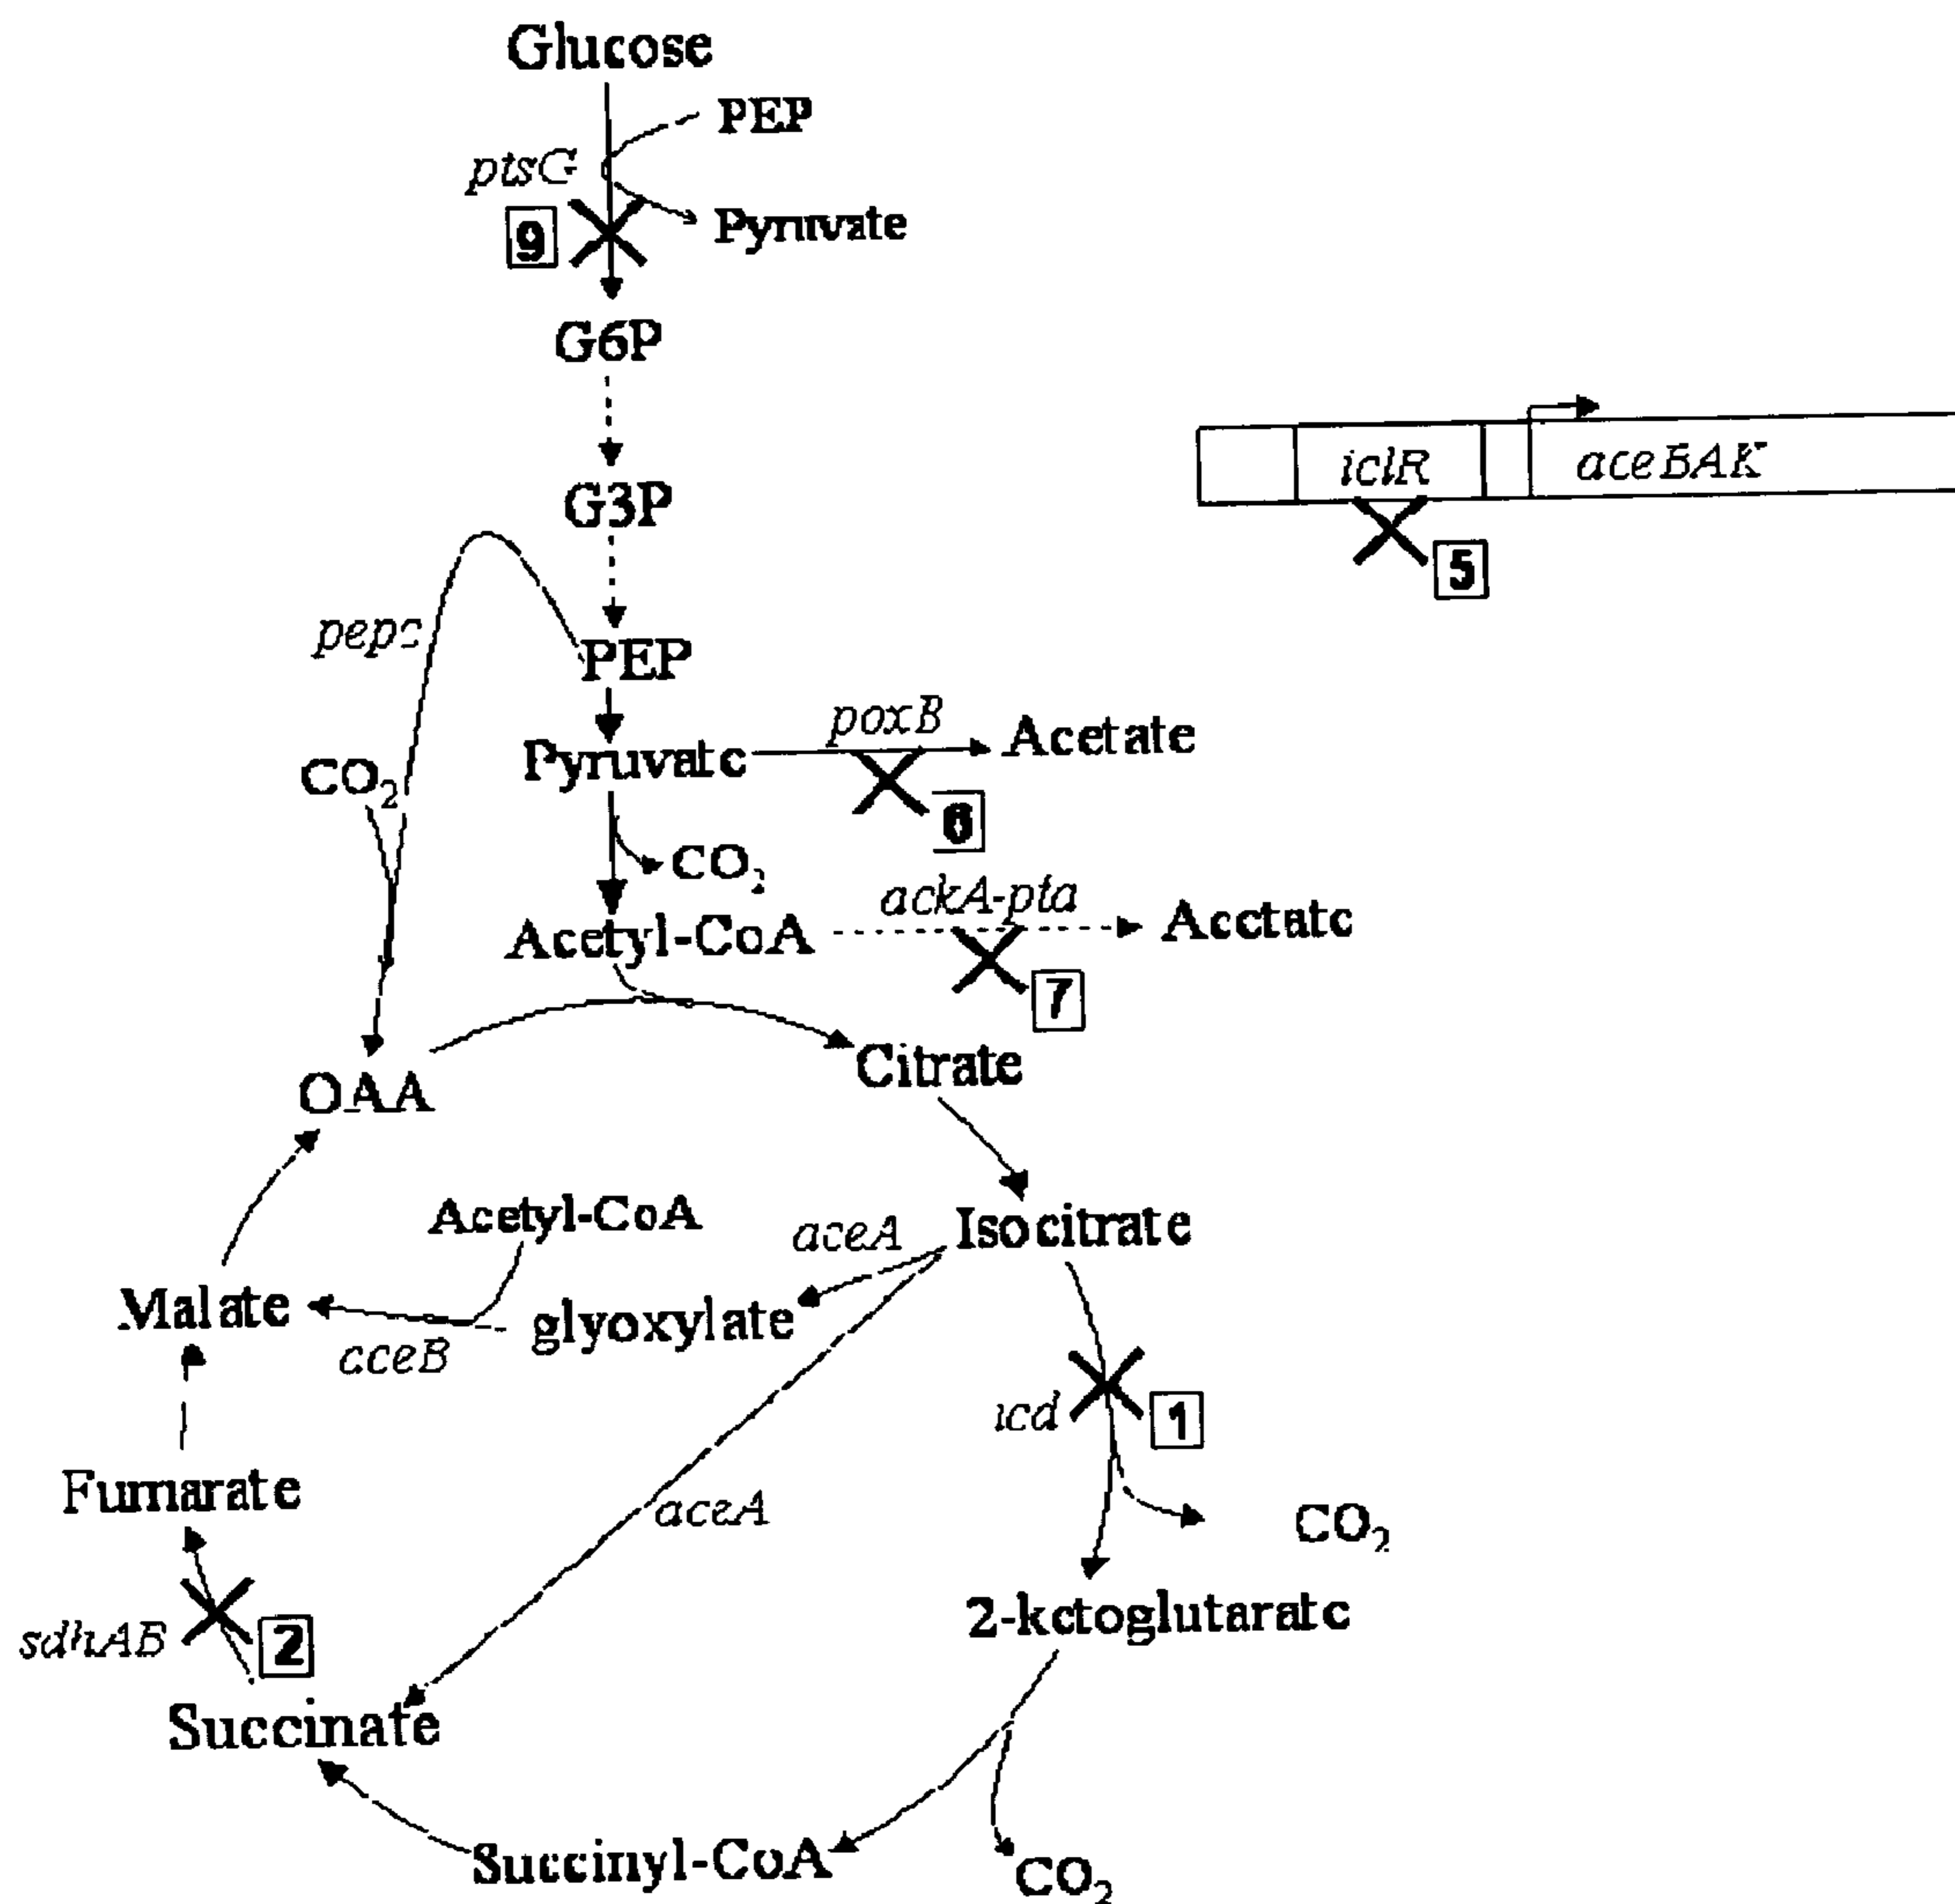 Glucose
PEP
ptsG
9
Pyruvate
G6P
iclR
aceBAK
5
G3P
pepc
PEP
poxB
Acetate
Pyruvate
CO2
6
CO2
ackA-pta
Acetyl-CoA
Acetate
7
Citrate
OAA
Acetyl-CoA
aceA
Isocitrate
Malate
glyoxylate
aceB
icd
1
Fumarate
aceA
CO2
sdhAB
2
2-ketoglutarate
Succinate
Succinyl-CoA
CO2